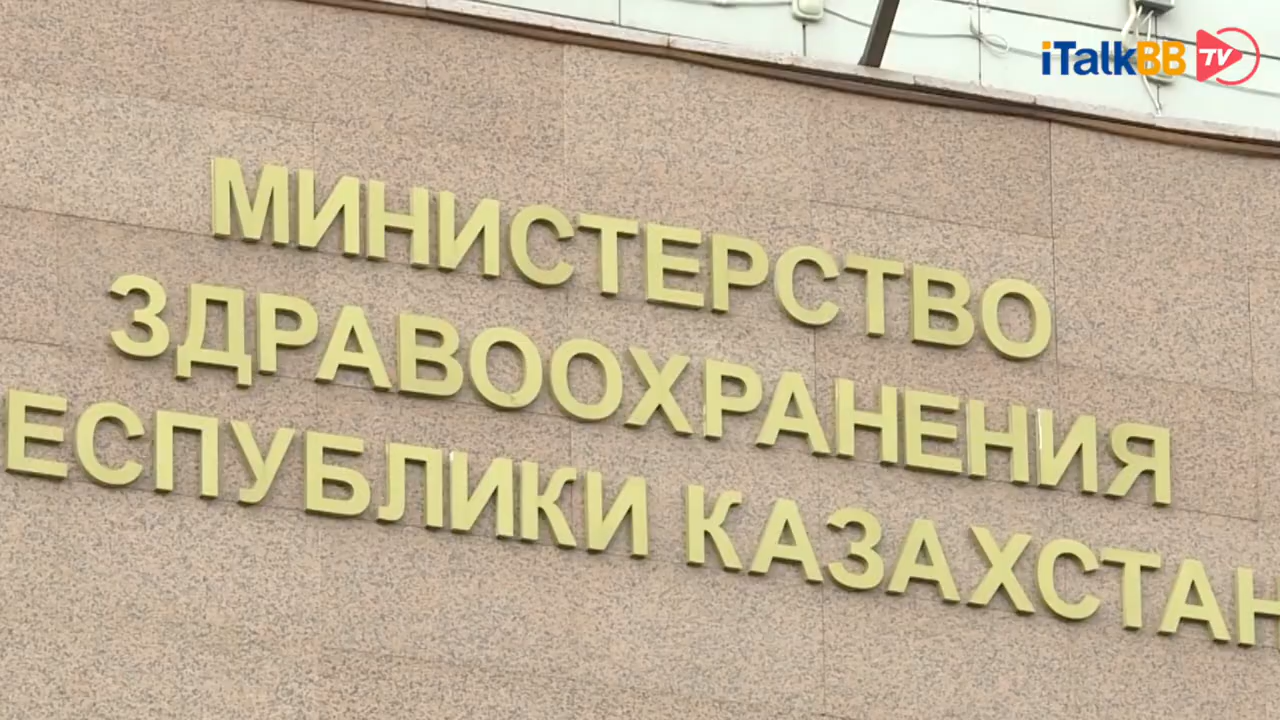 iTalkBB TV
МИНИСТЕРСТВО
ЗДРАВООХРАНЕНИЯ
ЕСПУБЛИКИ КАЗАХСТАН